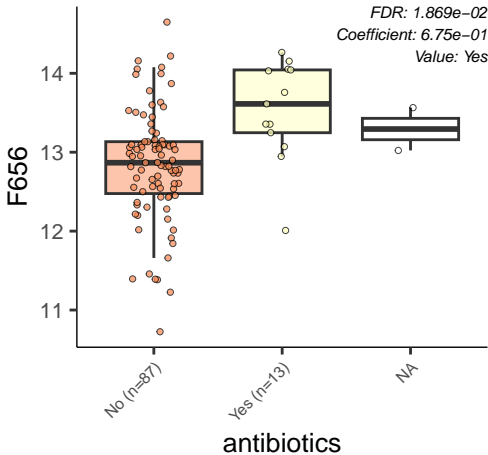 FDR: 1.869e−02
Coefficient: 6.75e−01
Value: Yes
14
13
12
11
F656
No (n=87)
Yes (n=13)
NA
antibiotics